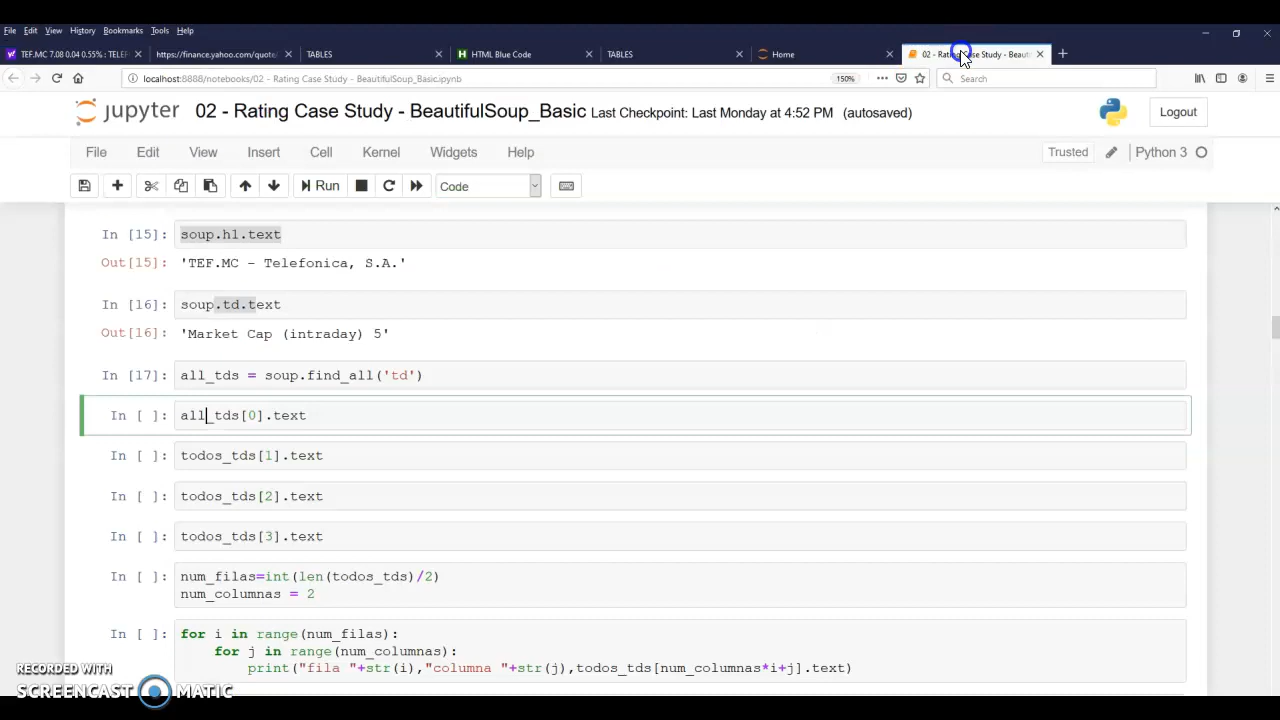 File Edit View History Bookmarks Tools Help
TEF.MC 7.08 0.04 0.55% : TELEF
https://finance.yahoo.com/quote
TABLES
HTML Blue Code
TABLES
Home
02 - Rating Case Study - Beaut
localhost:8888/notebooks/02 - Rating Case Study - BeautifulSoup_Basic.ipynb
150%
Search
jupyter 02 - Rating Case Study - BeautifulSoup_Basic Last Checkpoint: Last Monday at 4:52 PM (autosaved)
Logout
File Edit View Insert Cell Kernel Widgets Help
Trusted
Python 3
Run
Code
In [15]: soup.h1.text
Out[15]: 'TEF.MC - Telefonica, S.A.'
In [16]: soup.td.text
Out[16]: 'Market Cap (intraday) 5'
In [17]: all_tds = soup.find_all('td')
In [ ]: all_tds[0].text
In [ ]: todos_tds[1].text
In [ ]: todos_tds[2].text
In [ ]: todos_tds[3].text
In [ ]: num_filas=int(len(todos_tds)/2)
num_columnas = 2
In [ ]: for i in range(num_filas):
for j in range(num_columnas):
print("fila "+str(i),"columna "+str(j),todos_tds[num_columnas*i+j].text)
RECORDED WITH
SCREENCAST MATIC